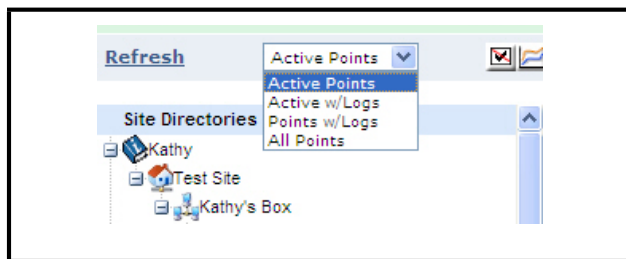 Refresh Active Points
Active Points
Active w/Logs
Site Directories
Points w/Logs
All Points
Kathy
Test Site
Kathy's Box